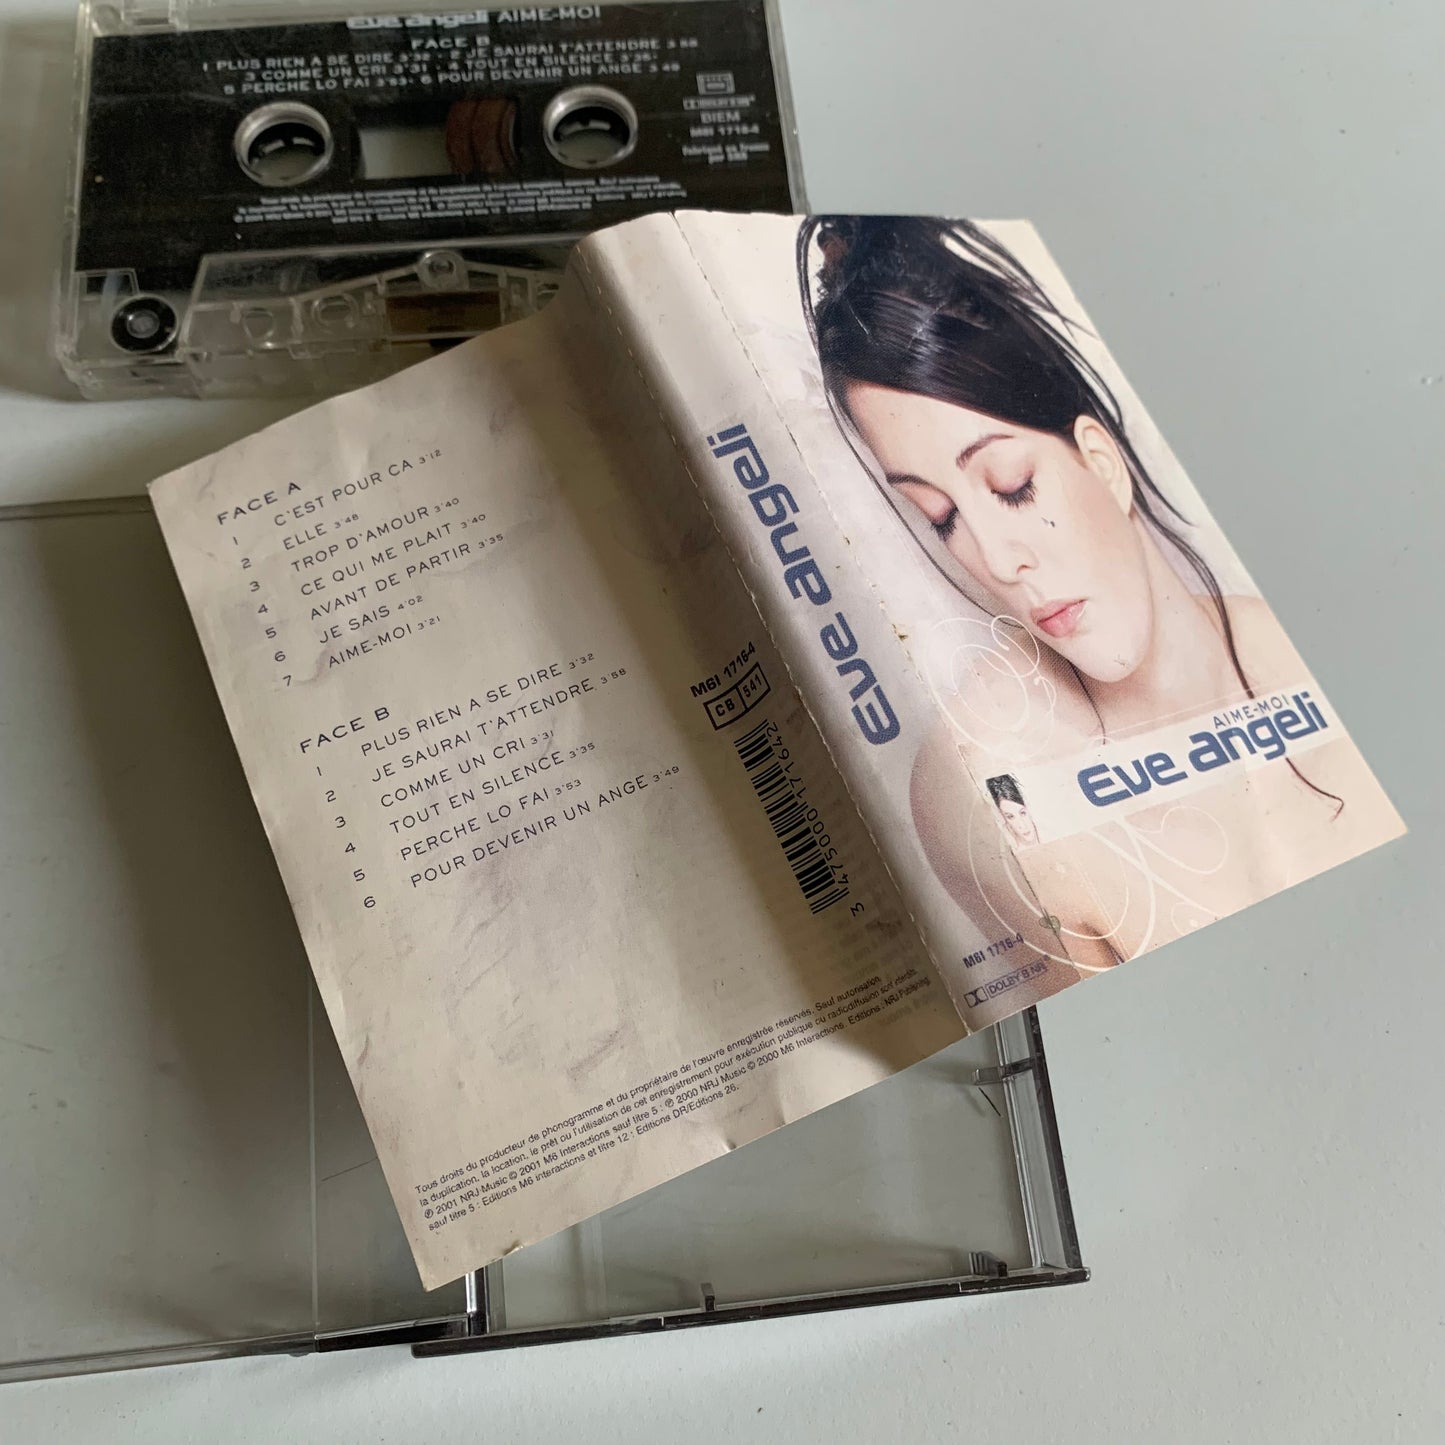 Eve angeli AIME-MOI
FACE B
1 PLUS RIEN A SE DIRE 3'32 - 2 JE SAURAI T'ATTENDRE 3'58
3 COMME UN CRI 3'31 - 4 TOUT EN SILENCE 3'35-
5 PERCHE LO FAI 3'53- 6 POUR DEVENIR UN ANGE 3'49
BIEM
M6I 1716-4
Fabriqué en France
FACE A
1 C'EST POUR CA 3'12
2 ELLE 3'48
3 TROP D'AMOUR 3'40
4 CE QUI ME PLAIT 3'40
5 AVANT DE PARTIR 3'35
6 JE SAIS 4'02
7 AIME-MOI 3'21
FACE B
1 PLUS RIEN A SE DIRE 3'32
2 JE SAURAI T'ATTENDRE 3'58
3 COMME UN CRI 3'31
4 TOUT EN SILENCE 3'35
5 PERCHE LO FAI 3'53
6 POUR DEVENIR UN ANGE 3'49
Tous droits du producteur de phonogramme et du propriétaire de l'œuvre enregistrée réservés. Sauf autorisation
la duplication, la location, le prêt ou l'utilisation de cet enregistrement pour exécution publique ou radiodiffusion sont interdits.
℗ 2001 NRJ Music © 2001 M6 Interactions sauf titre 5 : ℗ 2000 NRJ Music © 2000 M6 Interactions. Editions : NRJ Publishing,
sauf titre 5 : Editions M6 interactions et titre 12 : Editions DR/Editions 26.
Eve angeli
M6I 1716-4
CB 541
3 475000 171642
AIME-MOI
Eve angeli
M6I 1716-4
DOLBY B NR